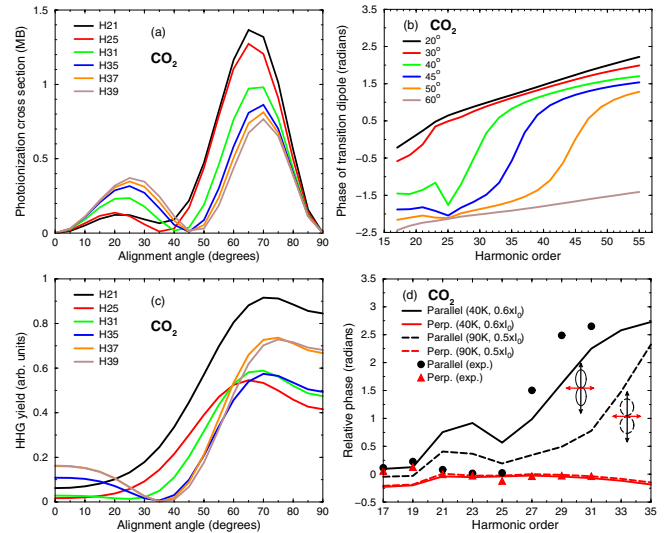 (a)
CO2
H21
H25
H31
H35
H37
H39
Photoionization cross section (MB)
1.5
1
0.5
0
0 10 20 30 40 50 60 70 80 90
Alignment angle (degrees)
(b)
CO2
20°
30°
40°
45°
50°
60°
Phase of transition dipole (radians)
3.5
2.5
1.5
0.5
−0.5
−1.5
−2.5
15 20 25 30 35 40 45 50 55
Harmonic order
(c)
CO2
H21
H25
H31
H35
H37
H39
HHG yield (arb. units)
1
0.8
0.6
0.4
0.2
0
0 10 20 30 40 50 60 70 80 90
Alignment angle (degrees)
(d) CO2
Parallel (40K, 0.6xI0)
Perp. (40K, 0.6xI0)
Parallel (90K, 0.5xI0)
Perp. (90K, 0.5xI0)
Parallel (exp.)
Perp. (exp.)
Relative phase (radians)
3.5
3
2.5
2
1.5
1
0.5
0
−0.5
17 19 21 23 25 27 29 31 33 35
Harmonic order